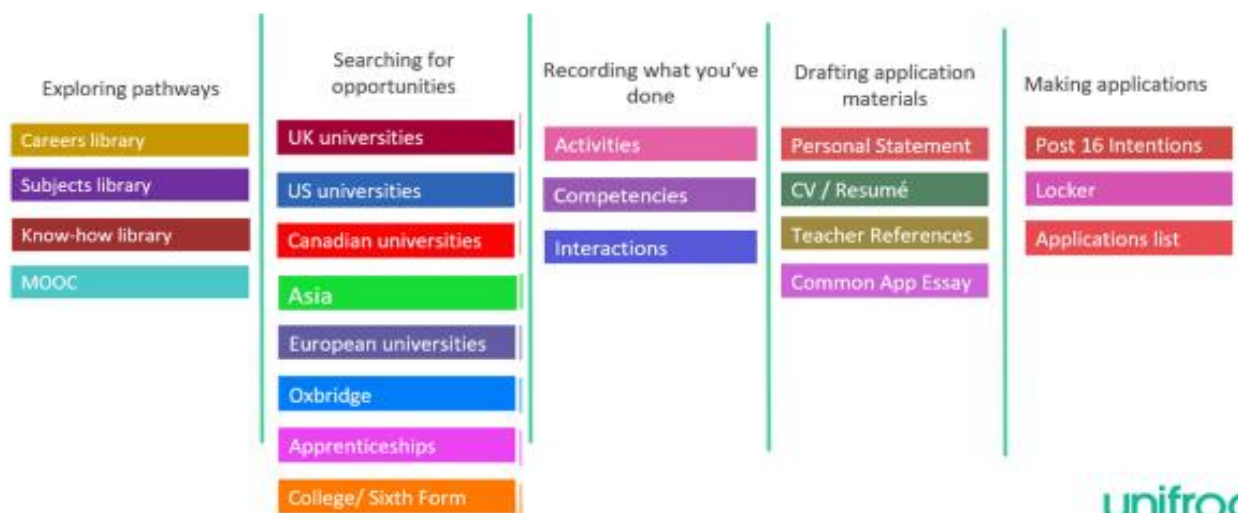 Exploring pathways
Careers library
Subjects library
Know-how library
MOOC
Searching for
opportunities
UK universities
US universities
Canadian universities
Asia
European universities
Oxbridge
Apprenticeships
College/ Sixth Form
Recording what you've
done
Activities
Competencies
Interactions
Drafting application
materials
Personal Statement
CV / Resumé
Teacher References
Common App Essay
Making applications
Post 16 Intentions
Locker
Applications list
unifrog